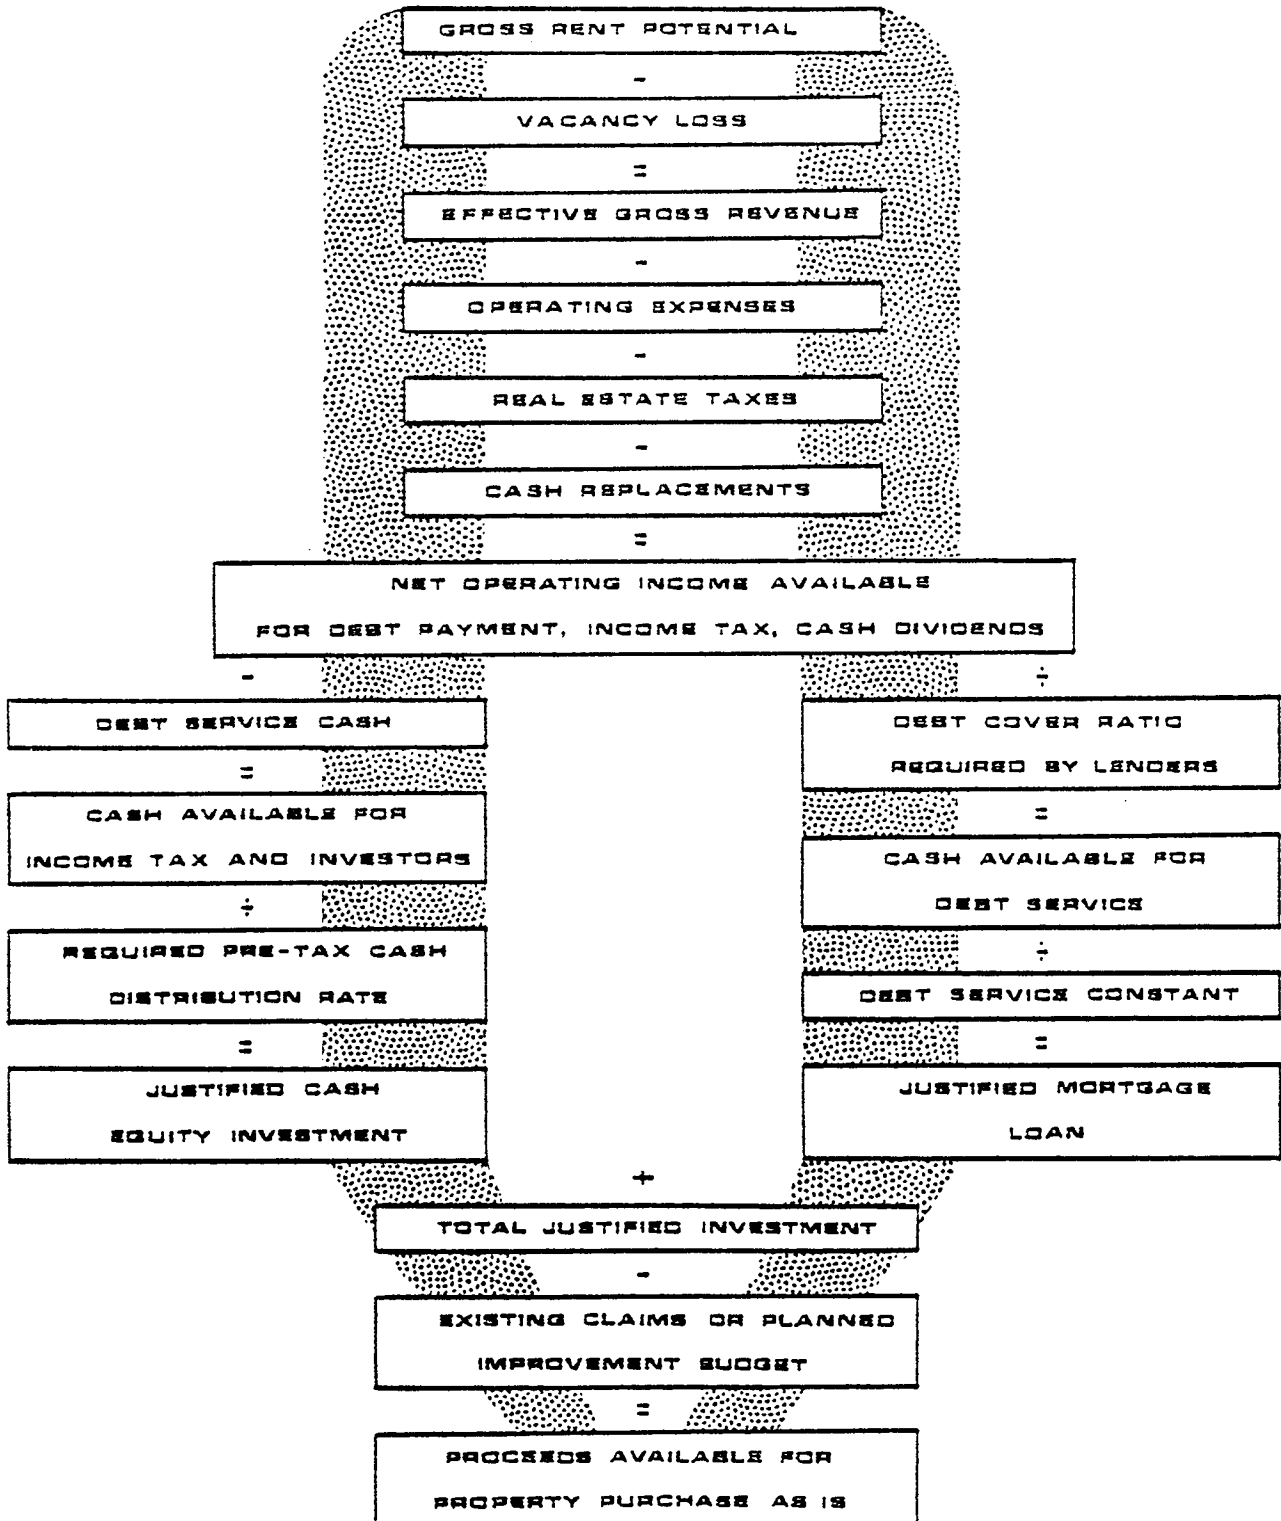 GROSS RENT POTENTIAL
-
VACANCY LOSS
=
EFFECTIVE GROSS REVENUE
-
OPERATING EXPENSES
-
REAL ESTATE TAXES
-
CASH REPLACEMENTS
=
NET OPERATING INCOME AVAILABLE
FOR DEBT PAYMENT, INCOME TAX, CASH DIVIDENDS
-
DEBT SERVICE CASH
=
CASH AVAILABLE FOR
INCOME TAX AND INVESTORS
÷
REQUIRED PRE-TAX CASH
DISTRIBUTION RATE
=
JUSTIFIED CASH
EQUITY INVESTMENT
÷
DEBT COVER RATIO
REQUIRED BY LENDERS
=
CASH AVAILABLE FOR
DEBT SERVICE
÷
DEBT SERVICE CONSTANT
=
JUSTIFIED MORTGAGE
LOAN
+
TOTAL JUSTIFIED INVESTMENT
-
EXISTING CLAIMS OR PLANNED
IMPROVEMENT BUDGET
=
PROCEEDS AVAILABLE FOR
PROPERTY PURCHASE AS IS